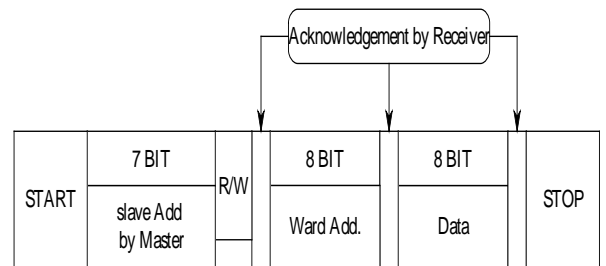 Acknowledgement by Receiver
7 BIT
8 BIT
8 BIT
START
R/W
slave Add
by Master
Ward Add.
Data
STOP